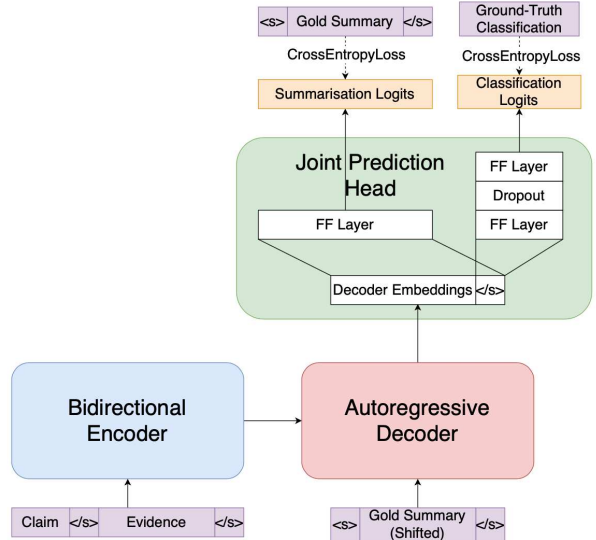 <s> Gold Summary </s>
Ground-Truth
Classification
CrossEntropyLoss
CrossEntropyLoss
Summarisation Logits
Classification
Logits
Joint Prediction
Head
FF Layer
Dropout
FF Layer
FF Layer
Decoder Embeddings </s>
Bidirectional
Encoder
Autoregressive
Decoder
Claim </s> Evidence </s>
<s> Gold Summary
(Shifted) </s>